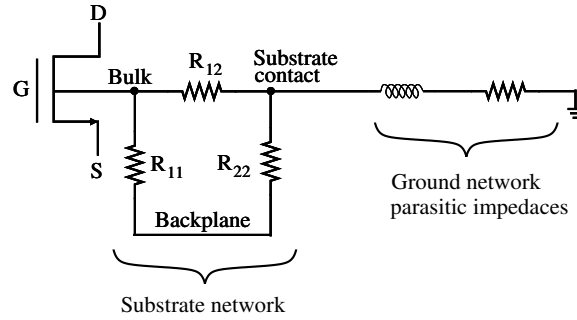 D
G
Bulk
R12
Substrate
contact
S
R11
R22
Backplane
Ground network
parasitic impedaces
Substrate network